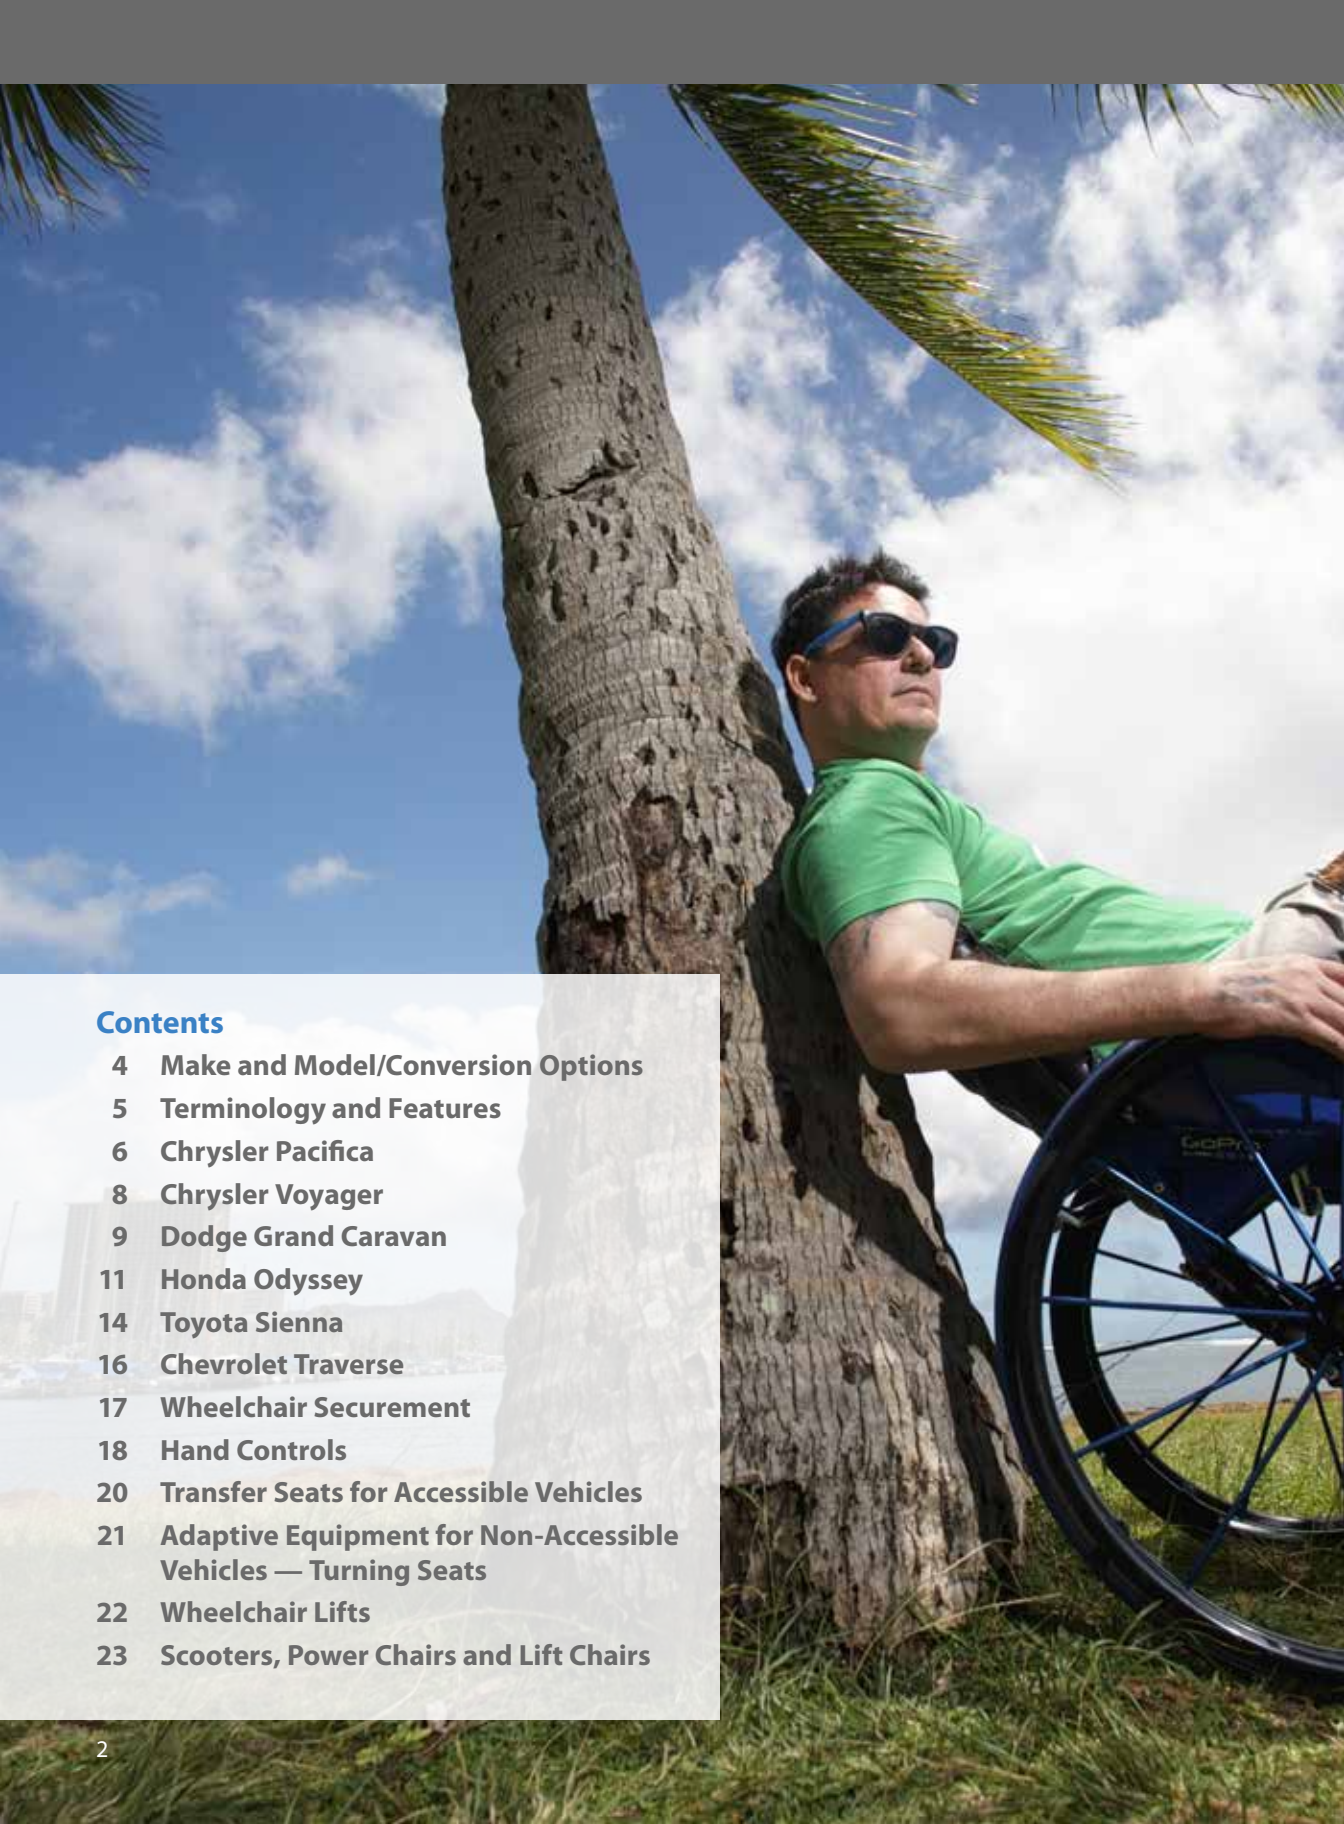 Contents
4 Make and Model/Conversion Options
5 Terminology and Features
6 Chrysler Pacifica
8 Chrysler Voyager
9 Dodge Grand Caravan
11 Honda Odyssey
14 Toyota Sienna
16 Chevrolet Traverse
17 Wheelchair Securement
18 Hand Controls
20 Transfer Seats for Accessible Vehicles
21 Adaptive Equipment for Non-Accessible
Vehicles — Turning Seats
22 Wheelchair Lifts
23 Scooters, Power Chairs and Lift Chairs
2
GoPro